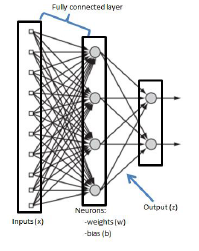 Fully connected layer
Inputs (x)
Neurons:
-weights (w)
-bias (b)
Output (z)